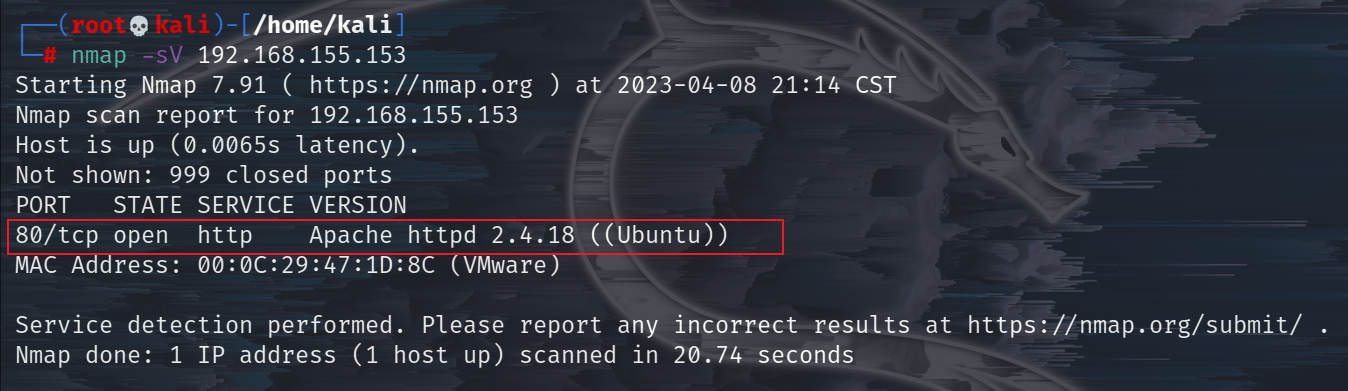 ┌──(root💀kali)-[/home/kali]
└─# nmap -sV 192.168.155.153
Starting Nmap 7.91 ( https://nmap.org ) at 2023-04-08 21:14 CST
Nmap scan report for 192.168.155.153
Host is up (0.0065s latency).
Not shown: 999 closed ports
PORT   STATE SERVICE VERSION
80/tcp open  http    Apache httpd 2.4.18 ((Ubuntu))
MAC Address: 00:0C:29:47:1D:8C (VMware)
Service detection performed. Please report any incorrect results at https://nmap.org/submit/ .
Nmap done: 1 IP address (1 host up) scanned in 20.74 seconds